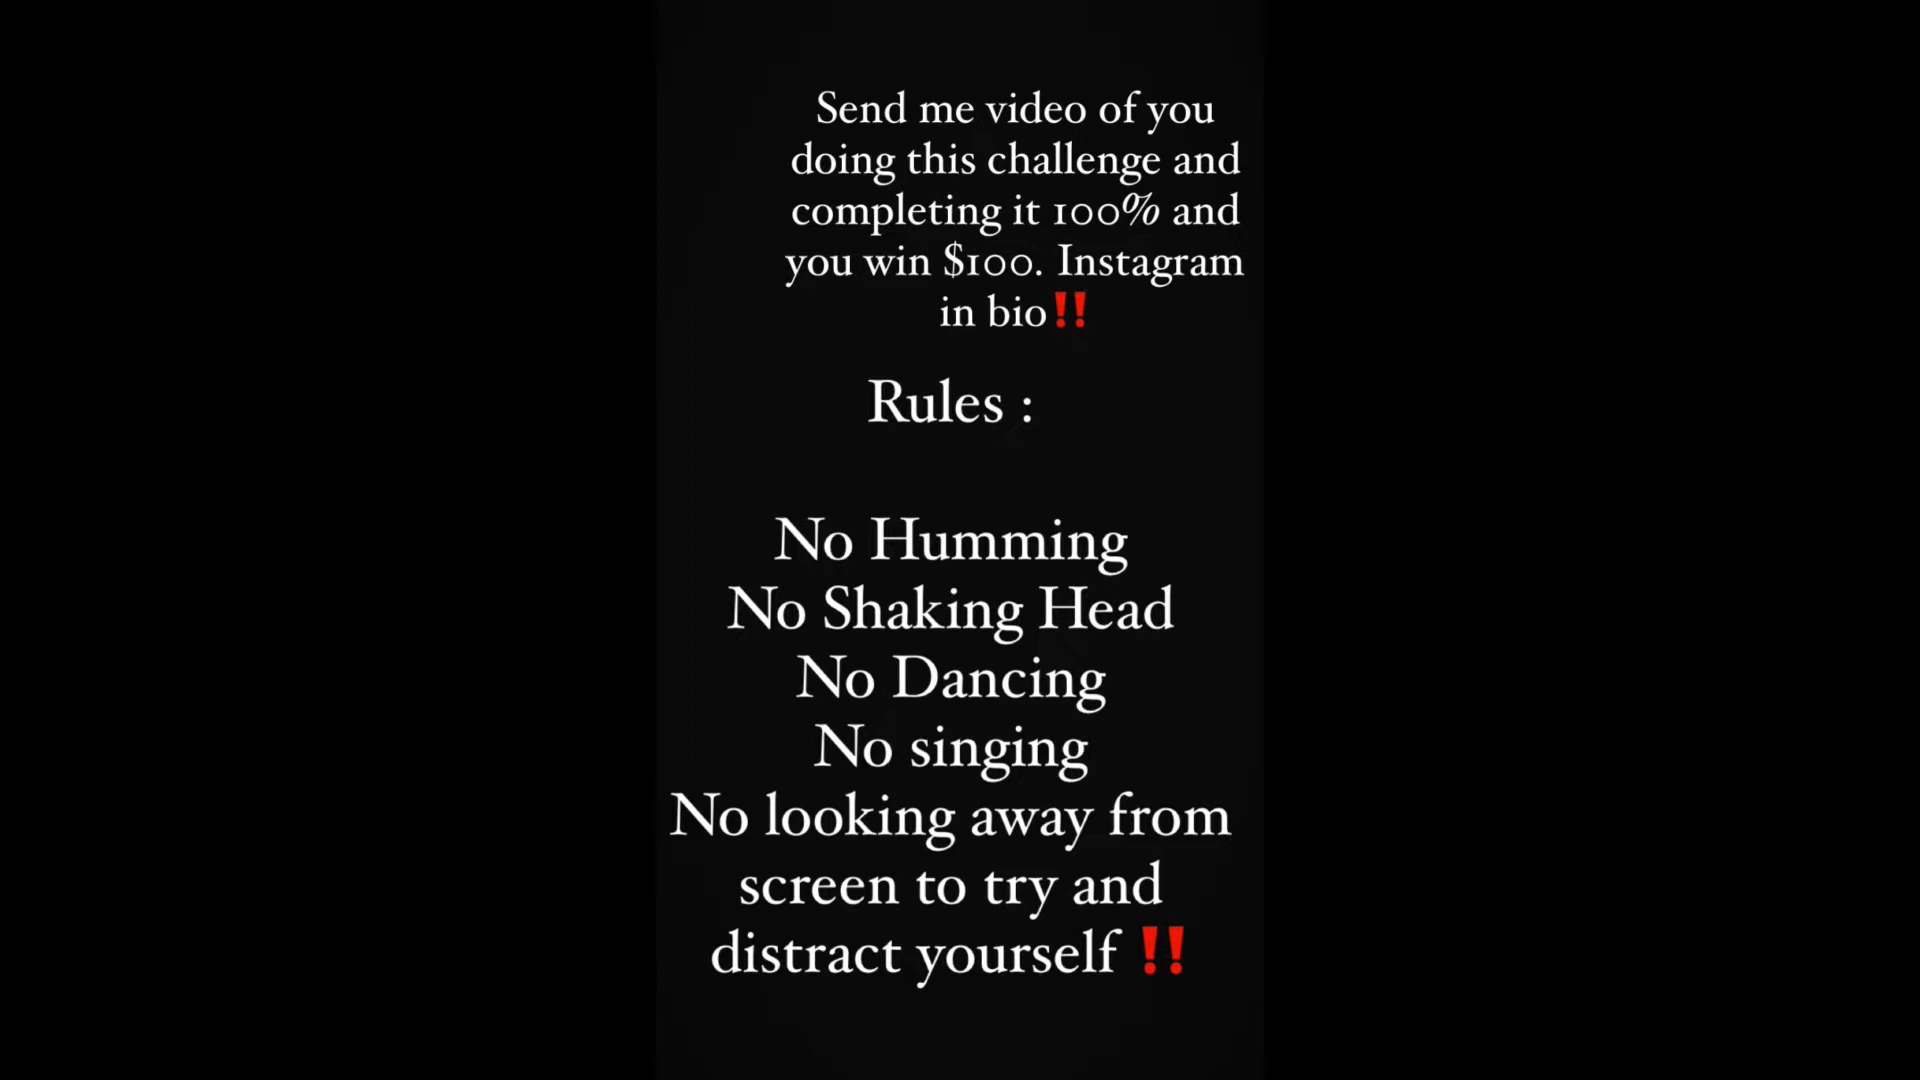 Send me video of you
doing this challenge and
completing it 100% and
you win $100. Instagram
in bio‼️
Rules :
No Humming
No Shaking Head
No Dancing
No singing
No looking away from
screen to try and
distract yourself ‼️